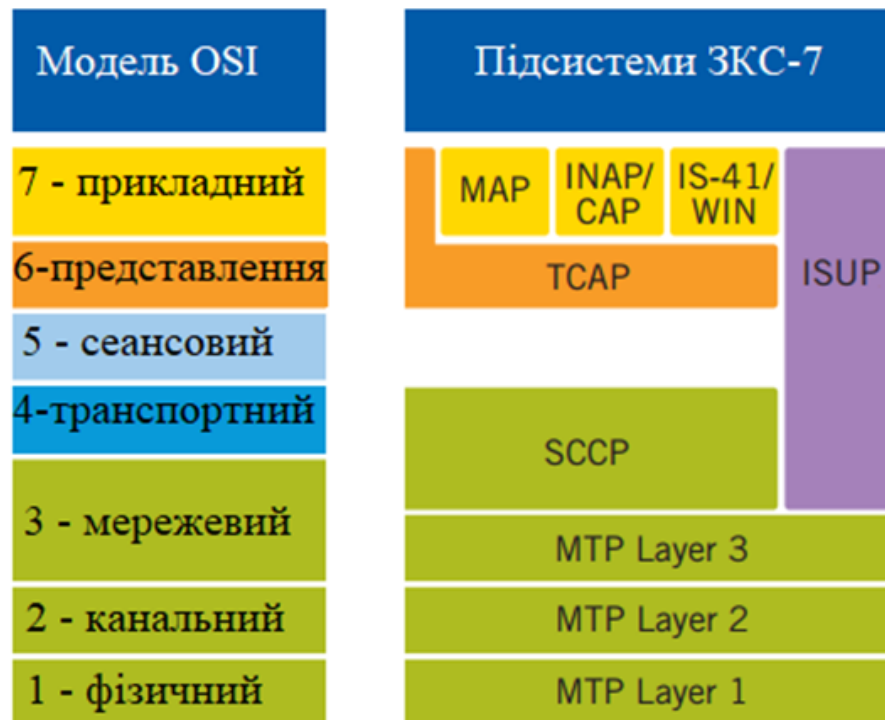 Модель OSI
Підсистеми ЗКС-7
7 - прикладний
6-представлення
5 - сеансовий
4-транспортний
3 - мережевий
2 - канальний
1 - фізичний
MAP
INAP/
CAP
IS-41/
WIN
TCAP
ISUP
SCCP
MTP Layer 3
MTP Layer 2
MTP Layer 1